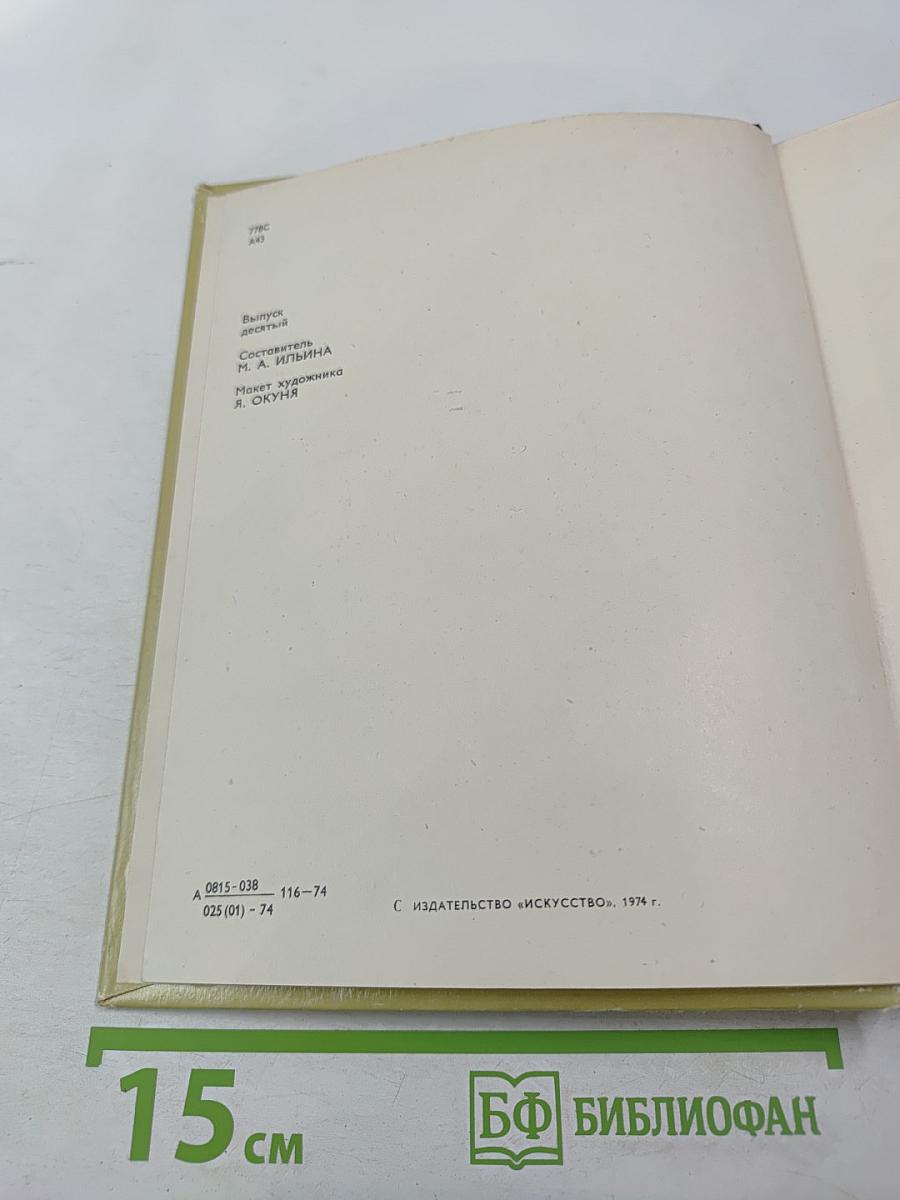 778С
А43
Выпуск
десятый
Составитель
М. А. ИЛЬИНА
Макет художника
Я. ОКУНЯ
А 0815-038 116—74
025(01) - 74
С ИЗДАТЕЛЬСТВО «ИСКУССТВО», 1974 г.
15 см
БФ БИБЛИОФАН